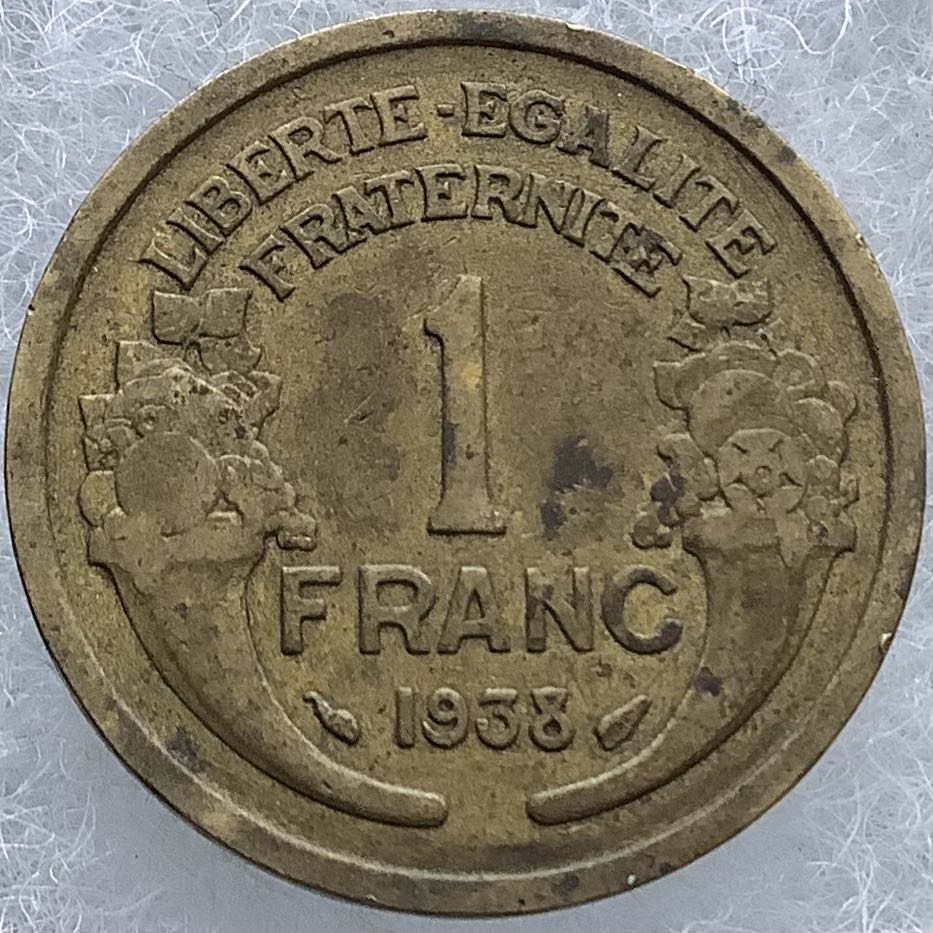 LIBERTE-EGALITE
FRATERNITE
1
FRANC
1938